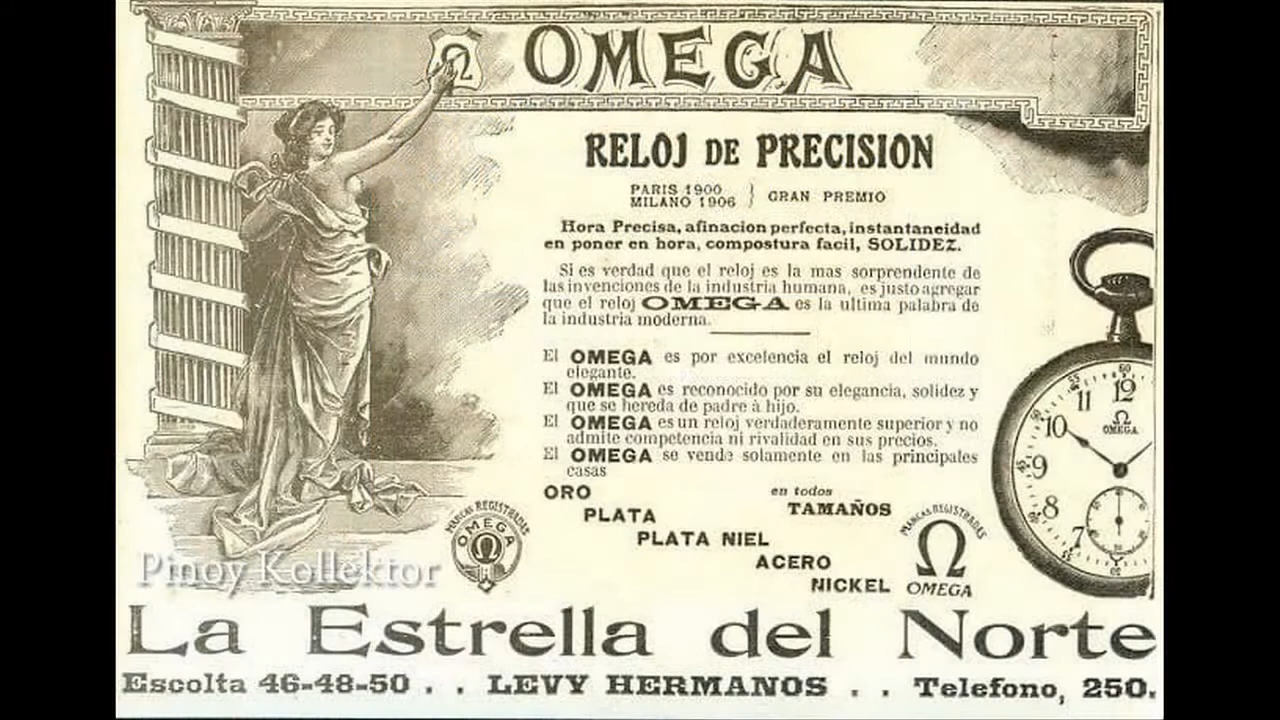 Ω OMEGA
RELOJ DE PRECISION
PARIS 1900
MILANO 1906 } GRAN PREMIO
Hora Precisa, afinacion perfecta, instantaneidad
en poner en hora, compostura facil, SOLIDEZ.
Si es verdad que el reloj es la mas sorprendente de
las invenciones de la industria humana, es justo agregar
que el reloj OMEGA es la ultima palabra de
la industria moderna.
El OMEGA es por excelencia el reloj del mundo
elegante.
El OMEGA es reconocido por su elegancia, solidez y
que se hereda de padre à hijo.
El OMEGA es un reloj verdaderamente superior y no
admite competencia ni rivalidad en sus precios.
El OMEGA se vende solamente en las principales
casas
ORO
PLATA
PLATA NIEL
ACERO
NICKEL
en todos
TAMAÑOS
MARCAS REGISTRADAS
OMEGA
Ω
MARCAS REGISTRADAS
Ω
OMEGA
60
55
12
11
10
9
8
7
45
55
Ω
OMEGA
60
Pinoy Kollektor
La Estrella del Norte
Escolta 46-48-50 . . LEVY HERMANOS . . Telefono, 250.